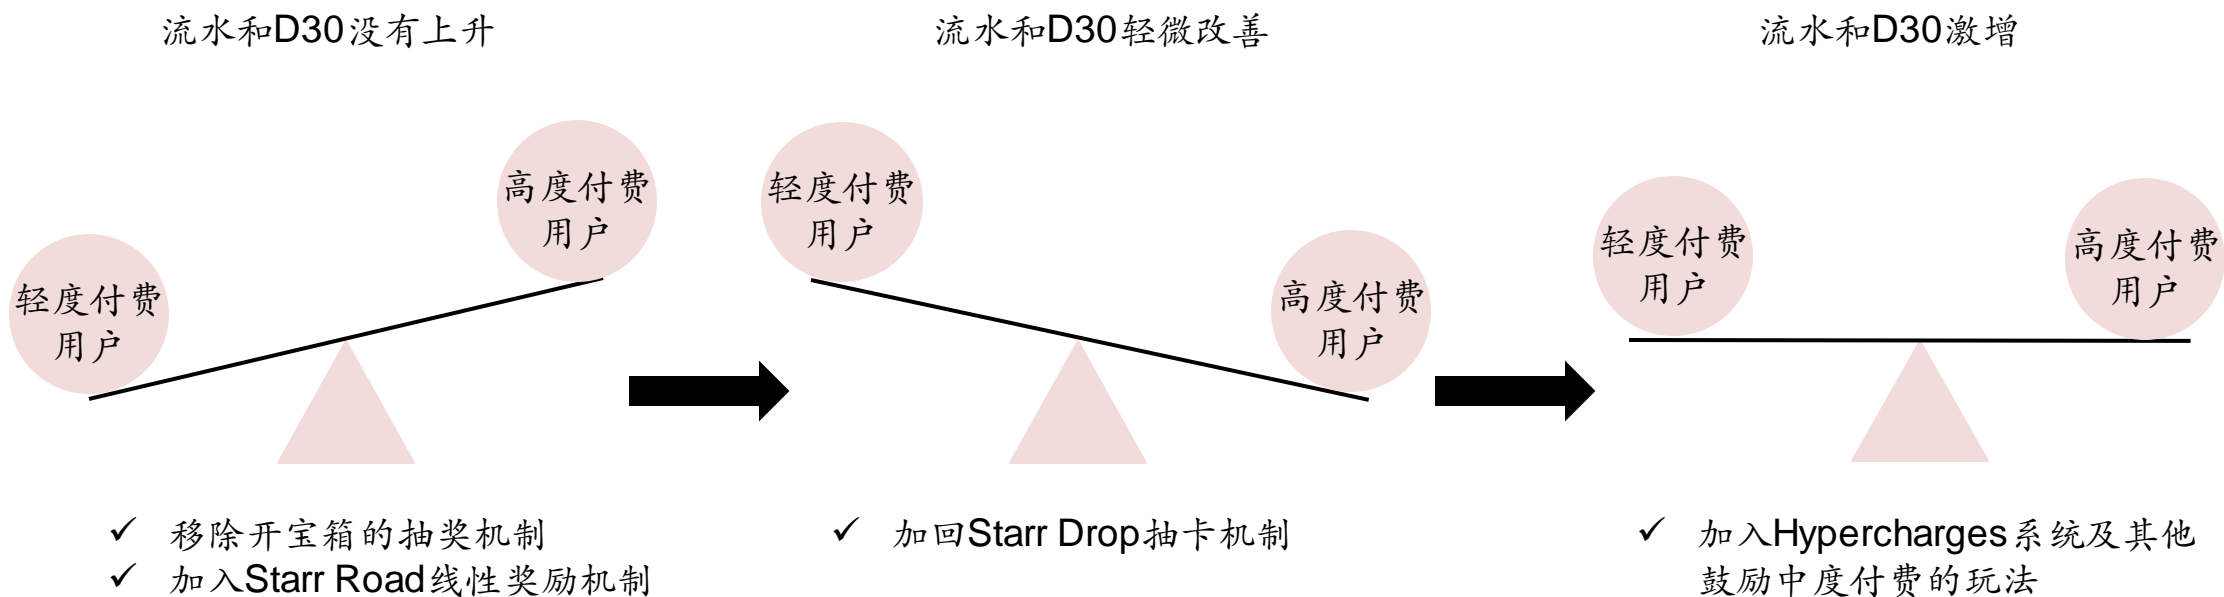 流水和D30没有上升
流水和D30轻微改善
流水和D30激增
轻度付费
用户
高度付费
用户
轻度付费
用户
高度付费
用户
轻度付费
用户
高度付费
用户
✓ 移除开宝箱的抽奖机制
✓ 加入Starr Road线性奖励机制
✓ 加回Starr Drop抽卡机制
✓ 加入Hypercharges系统及其他
鼓励中度付费的玩法